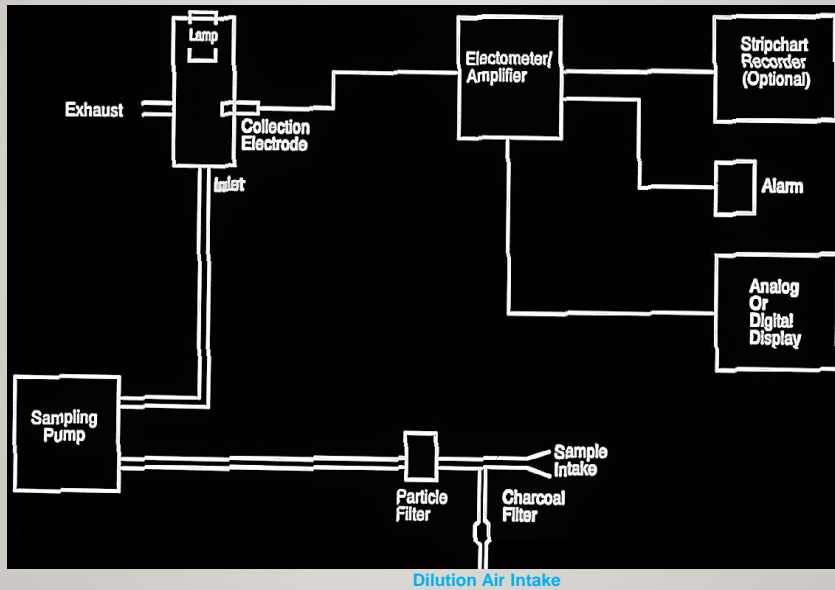 Lamp
Exhaust
Collection
Electrode
Inlet
Electometer/
Amplifier
Stripchart
Recorder
(Optional)
Alarm
Analog
Or
Digital
Display
Sampling
Pump
Particle
Filter
Charcoal
Filter
Sample
Intake
Dilution Air Intake